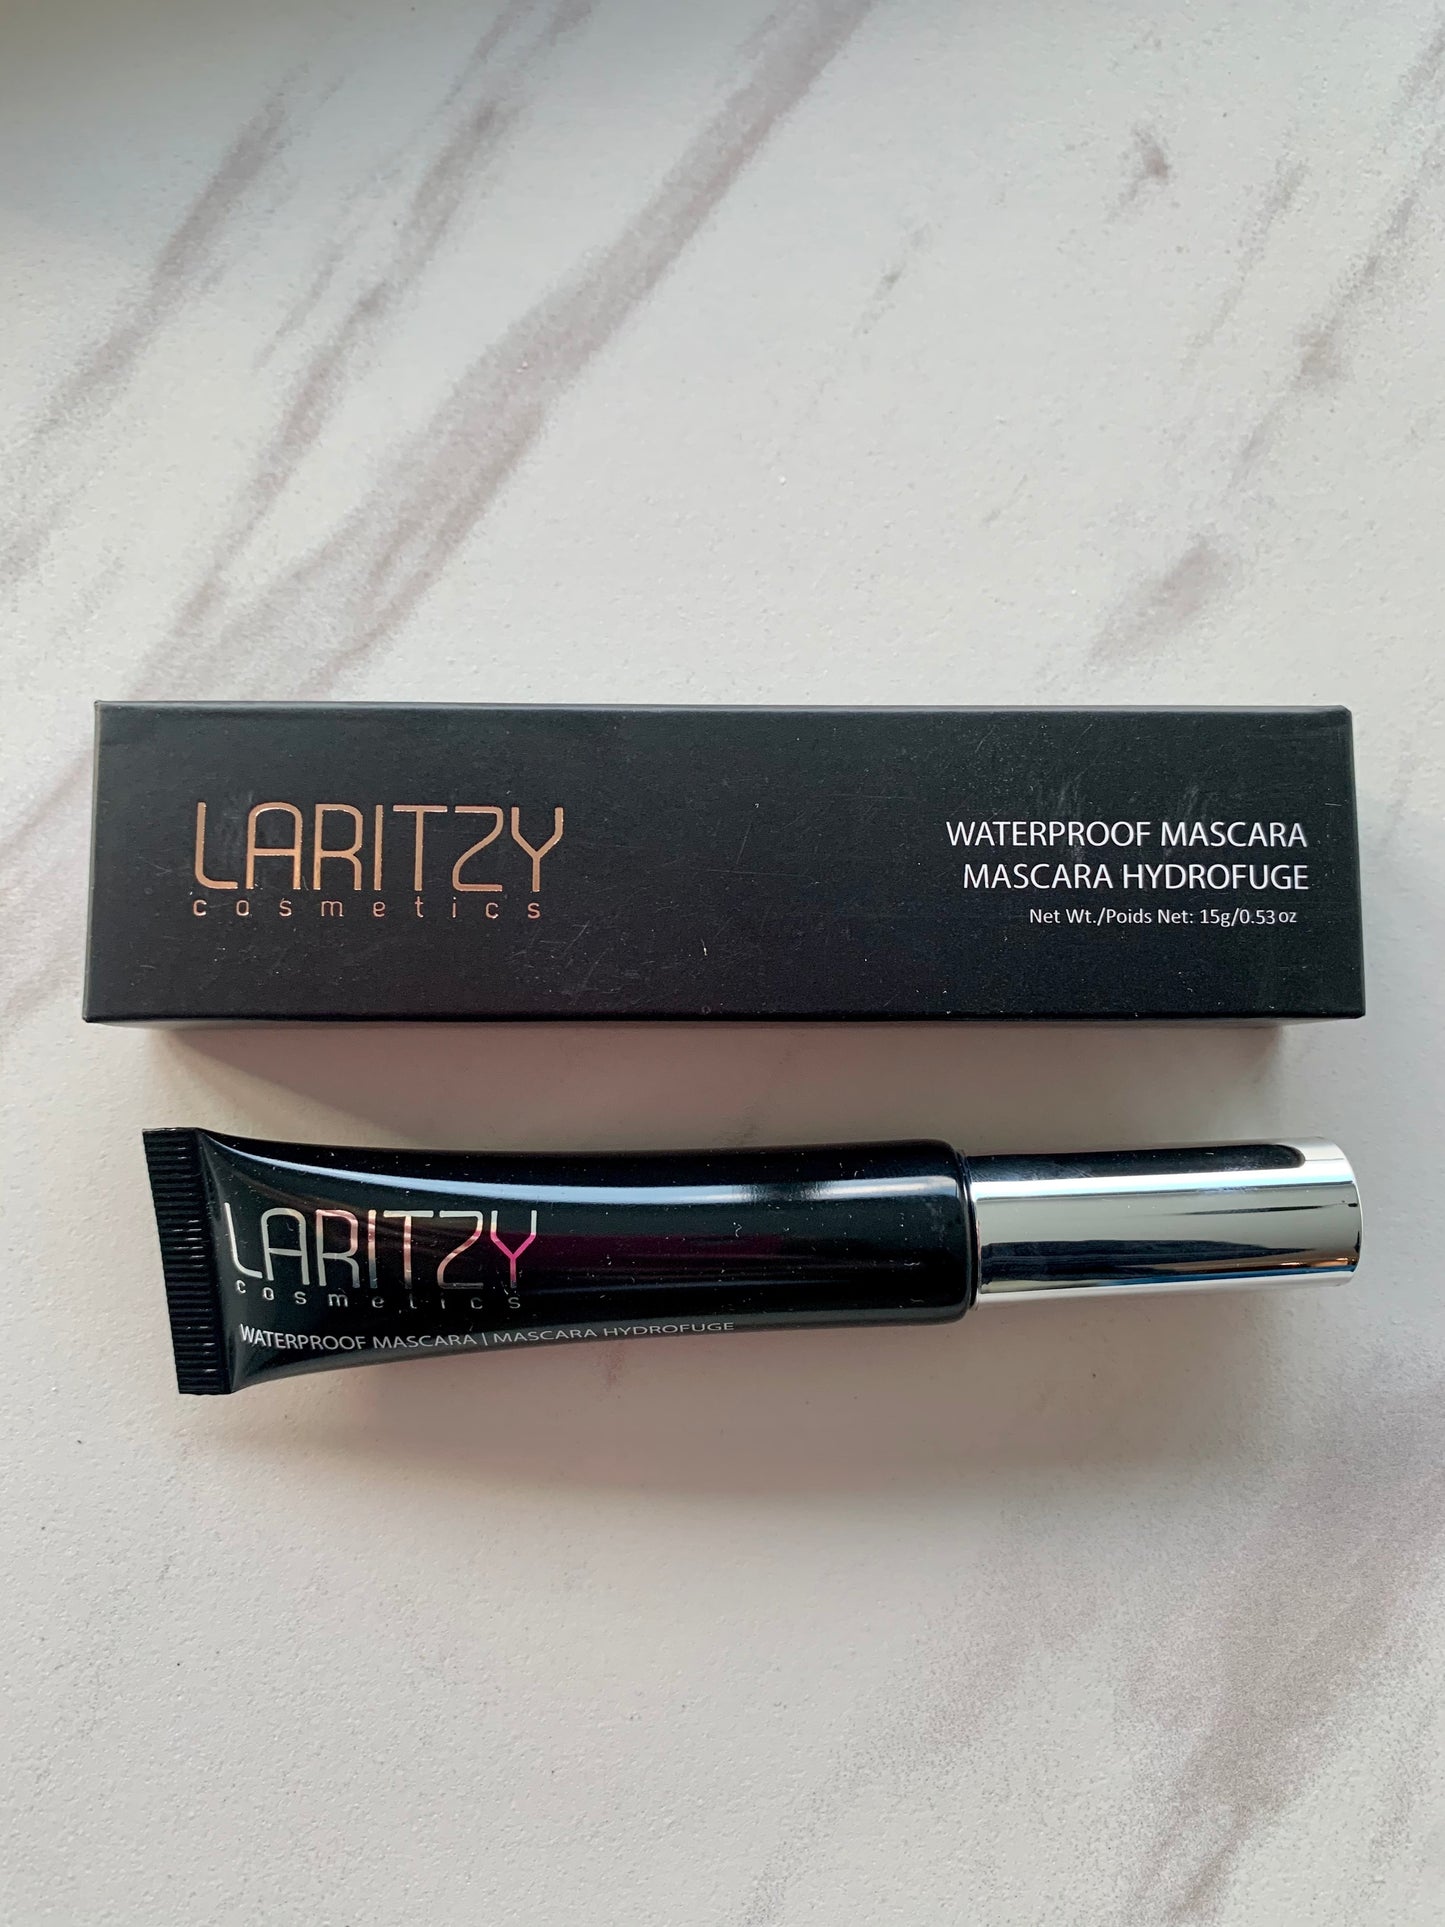 LARITZY
cosmetics
WATERPROOF MASCARA
MASCARA HYDROFUGE
Net Wt./Poids Net: 15g/0.53 oz
LARITZY
cosmetics
WATERPROOF MASCARA | MASCARA HYDROFUGE